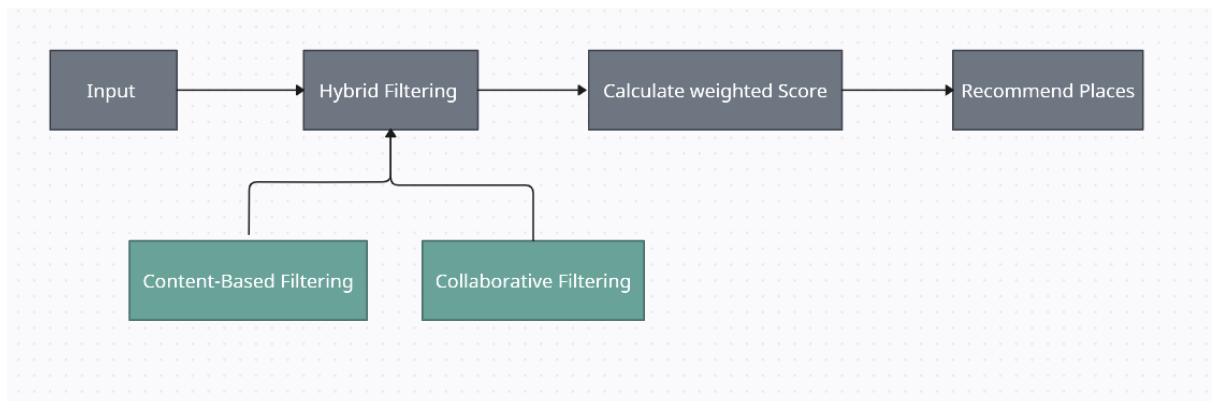 Input
Hybrid Filtering
Calculate weighted Score
Recommend Places
Content-Based Filtering
Collaborative Filtering